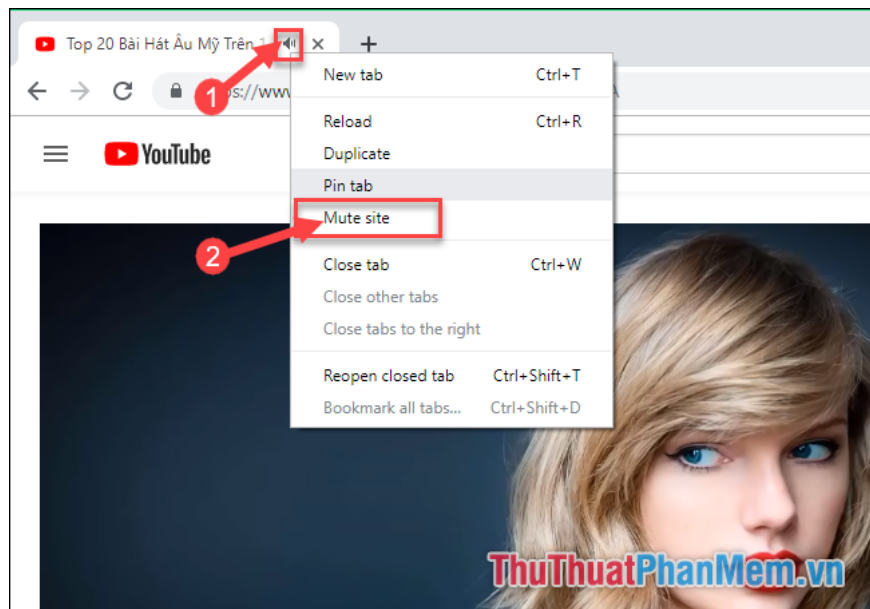 Top 20 Bài Hát Âu Mỹ Trên
1
YouTube
New tab Ctrl+T
Reload Ctrl+R
Duplicate
Pin tab
Mute site
2
Close tab Ctrl+W
Close other tabs
Close tabs to the right
Reopen closed tab Ctrl+Shift+T
Bookmark all tabs... Ctrl+Shift+D
ThuThuatPhanMem.vn